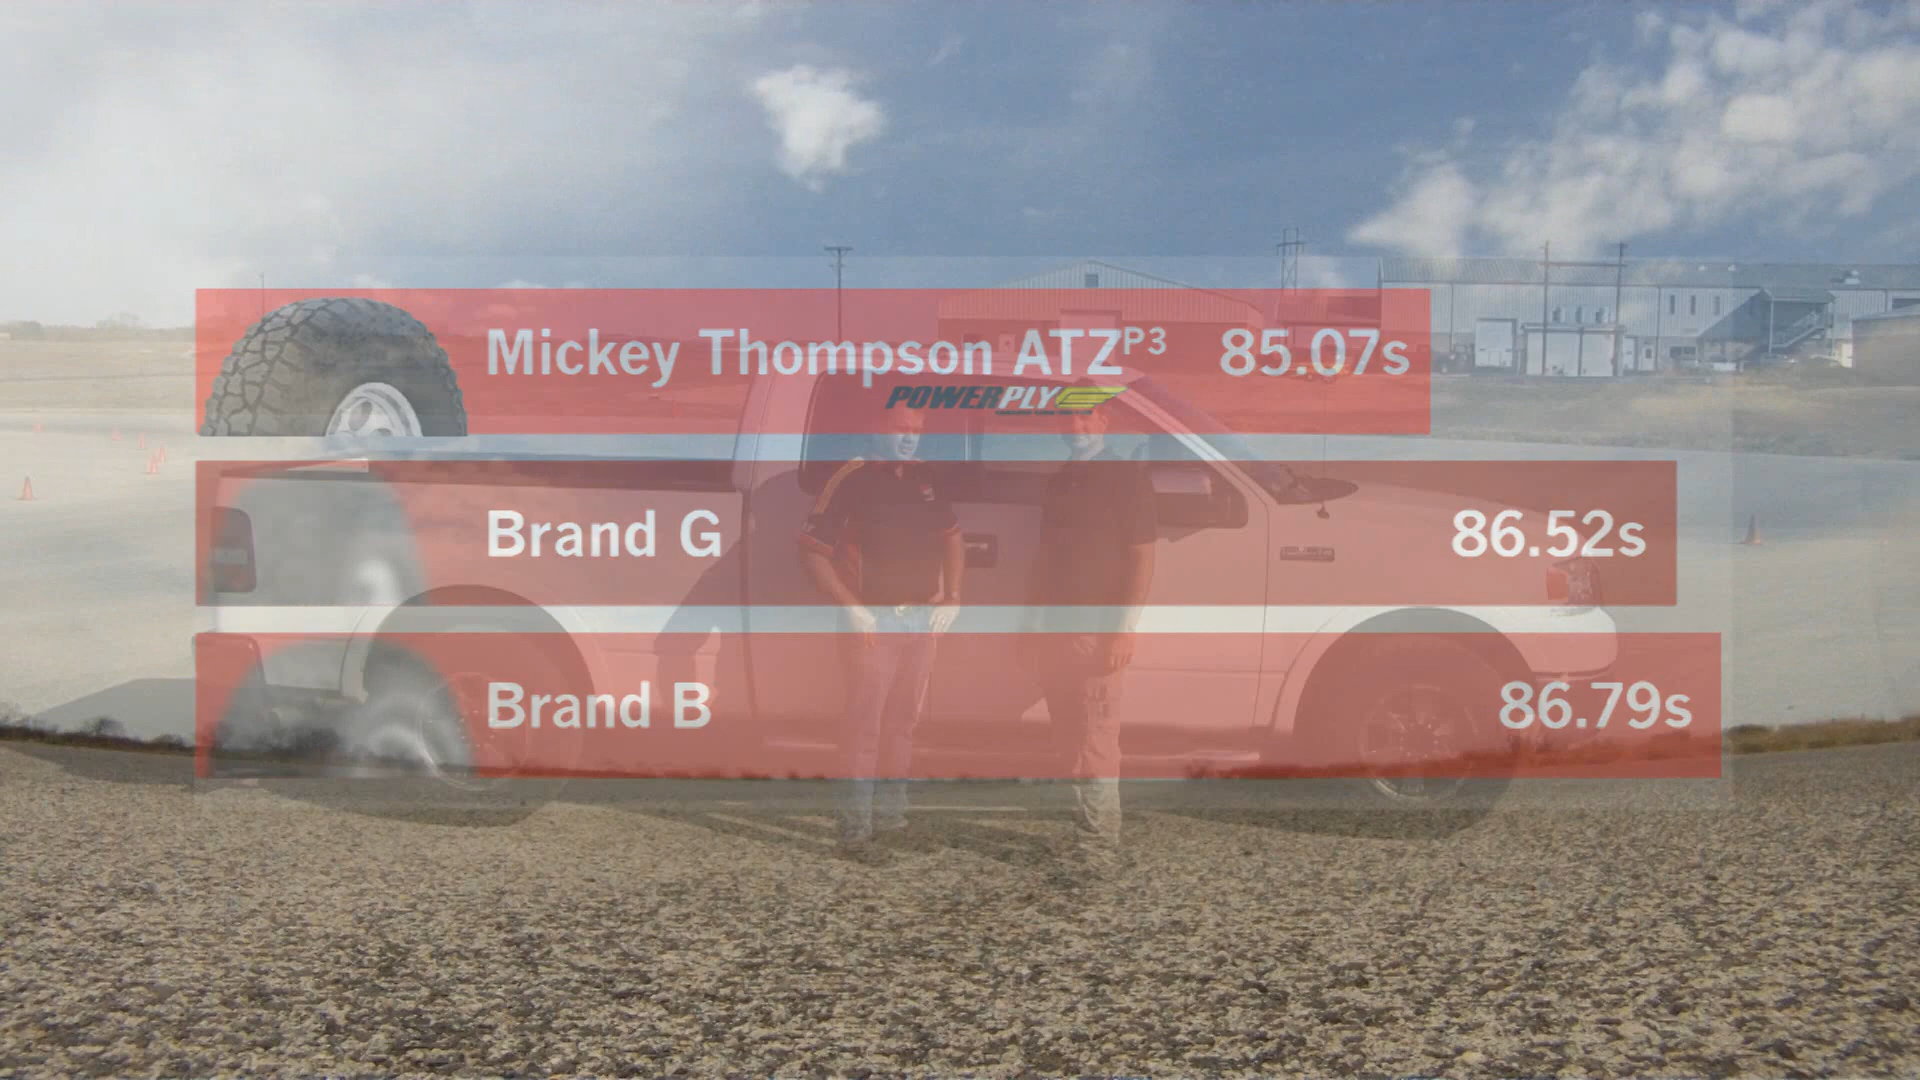 Mickey Thompson ATZP3 85.07s
POWERPLY
Brand G 86.52s
Brand B 86.79s